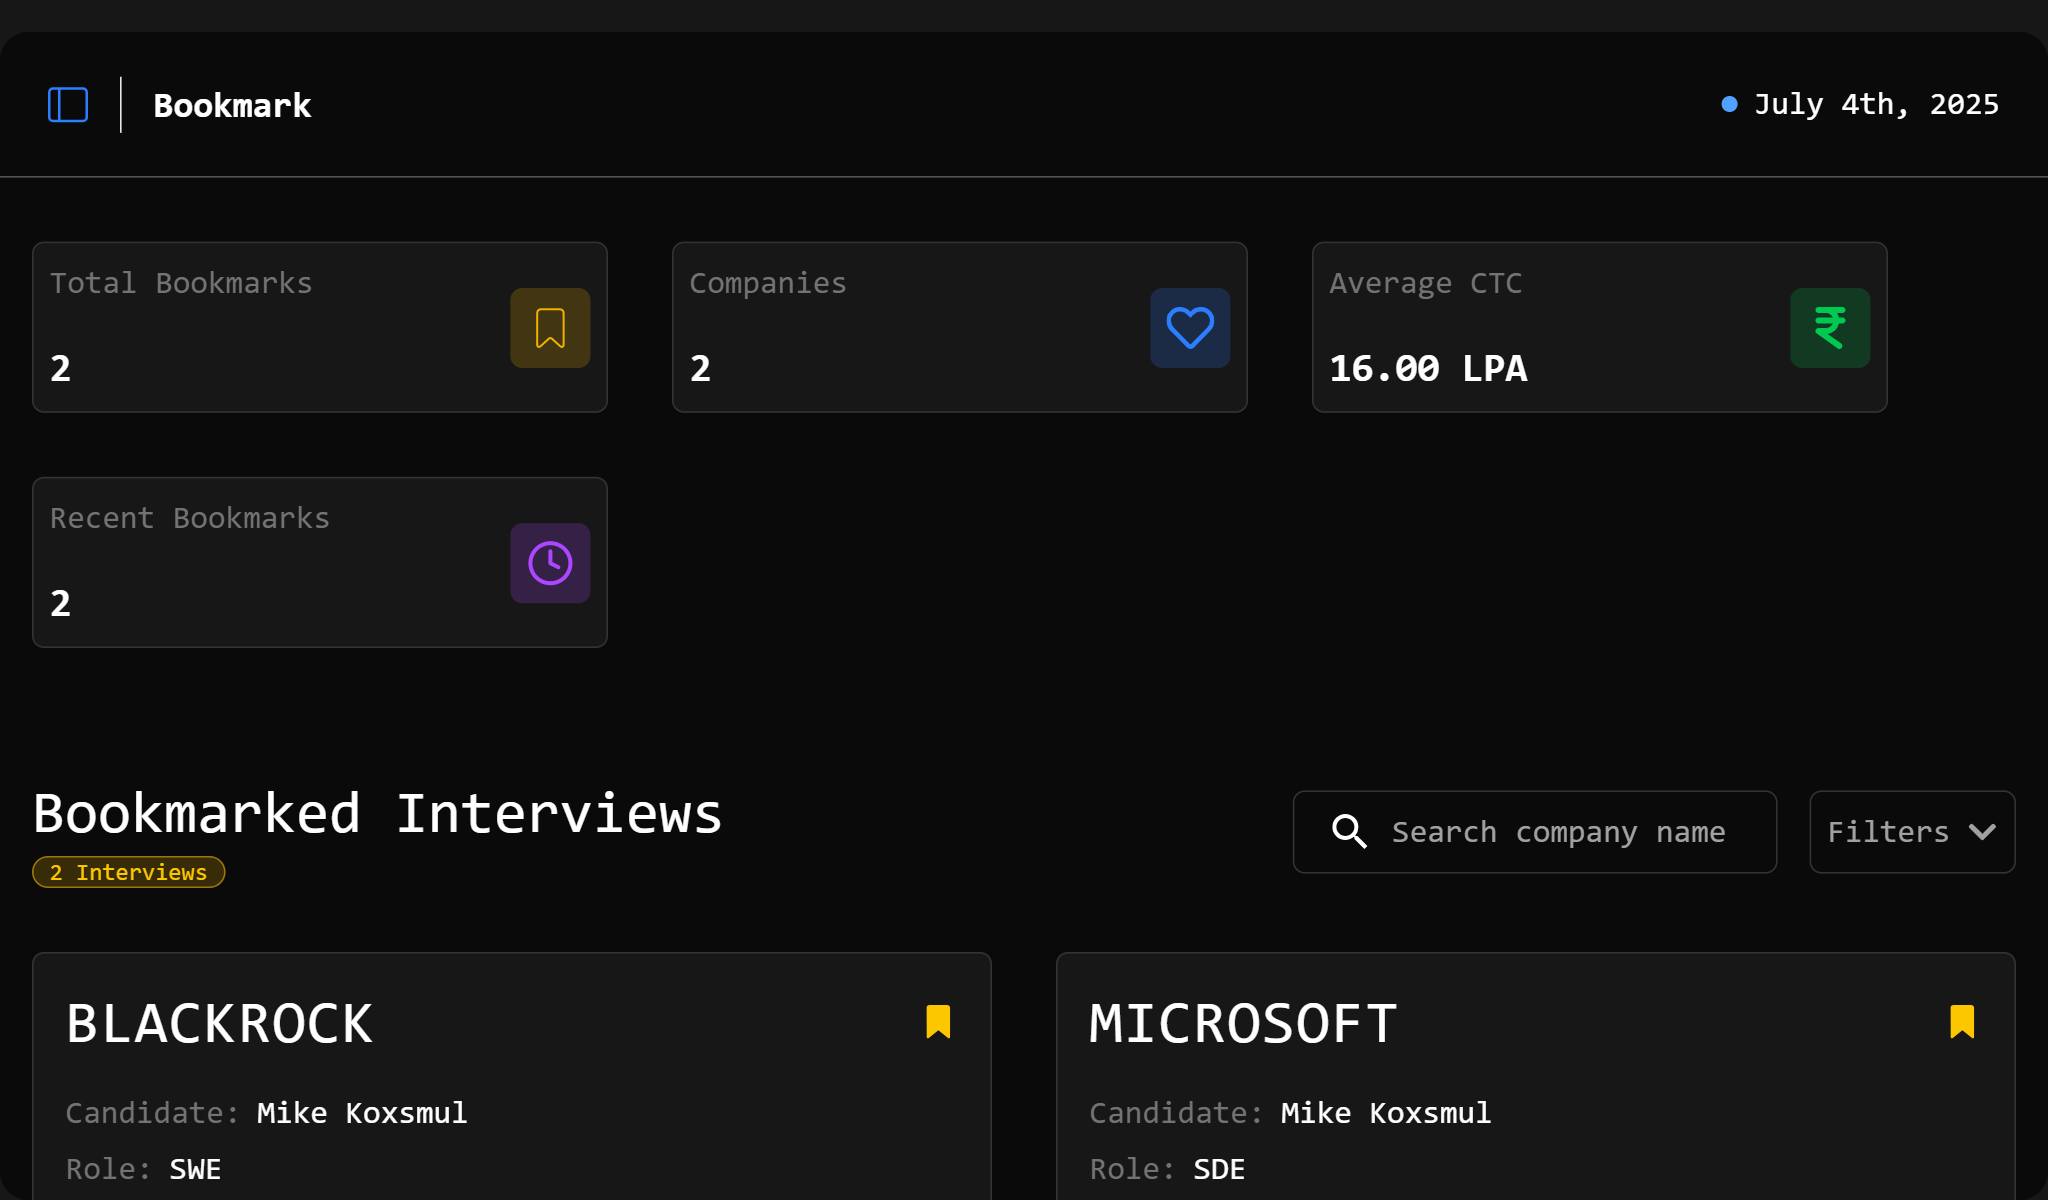 Bookmark
July 4th, 2025
Total Bookmarks
2
Companies
2
Average CTC
16.00 LPA
Recent Bookmarks
2
Bookmarked Interviews
2 Interviews
Search company name
Filters
BLACKROCK
Candidate: Mike Koxsmul
Role: SWE
MICROSOFT
Candidate: Mike Koxsmul
Role: SDE